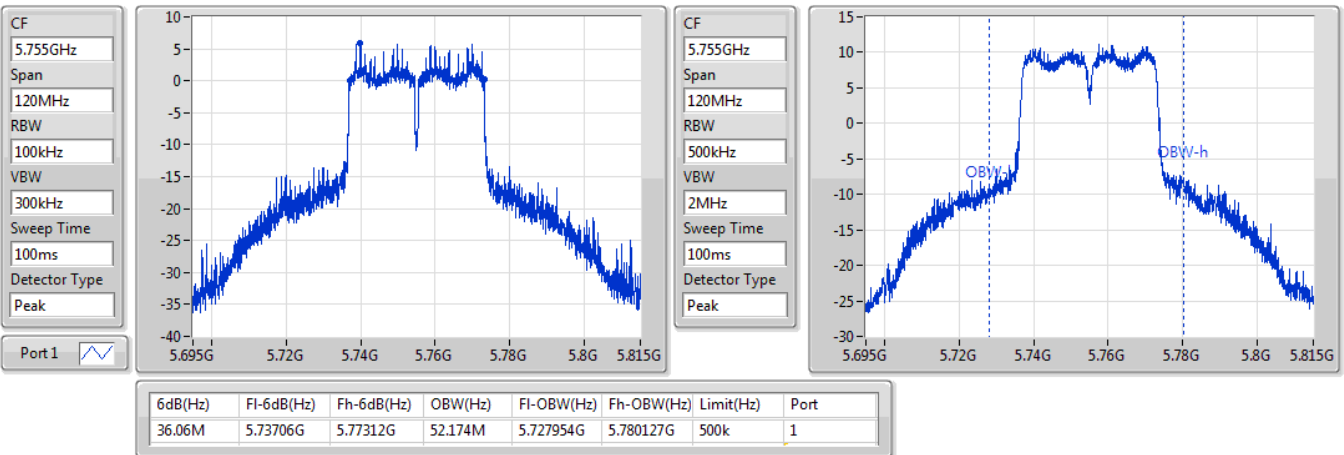 CF
5.755GHz
Span
120MHz
RBW
100kHz
VBW
300kHz
Sweep Time
100ms
Detector Type
Peak
Port 1
10
5
0
-5
-10
-15
-20
-25
-30
-35
-40
5.695G 5.72G 5.74G 5.76G 5.78G 5.8G 5.815G
CF
5.755GHz
Span
120MHz
RBW
500kHz
VBW
2MHz
Sweep Time
100ms
Detector Type
Peak
15
10
5
0
-5
-10
-15
-20
-25
-30
OBW-h
5.695G 5.72G 5.74G 5.76G 5.78G 5.8G 5.815G
6dB(Hz) Fl-6dB(Hz) Fh-6dB(Hz) OBW(Hz) Fl-OBW(Hz) Fh-OBW(Hz) Limit(Hz) Port
36.06M 5.73706G 5.77312G 52.174M 5.727954G 5.780127G 500k 1